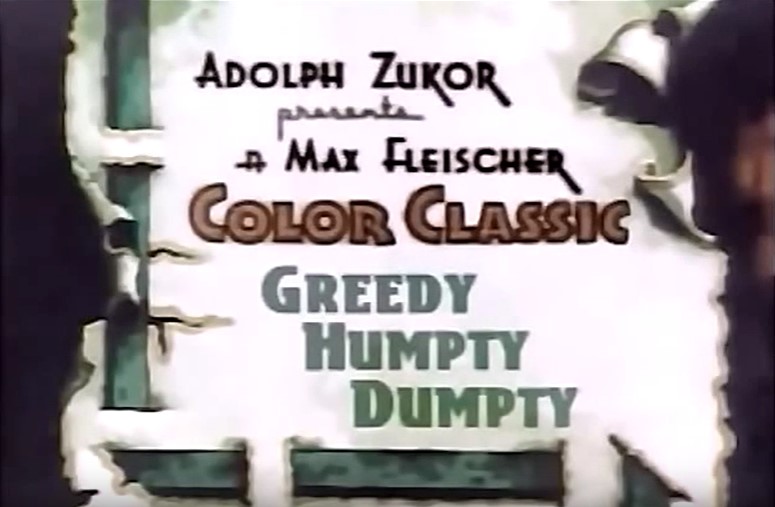 Adolph Zukor
presents
a Max Fleischer
Color Classic
Greedy
Humpty
Dumpty